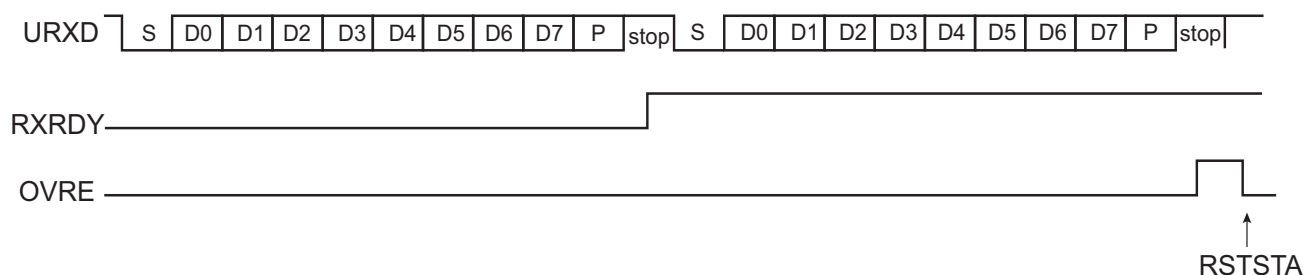 URXD S D0 D1 D2 D3 D4 D5 D6 D7 P stop S D0 D1 D2 D3 D4 D5 D6 D7 P stop
RXRDY
OVRE
RSTSTA